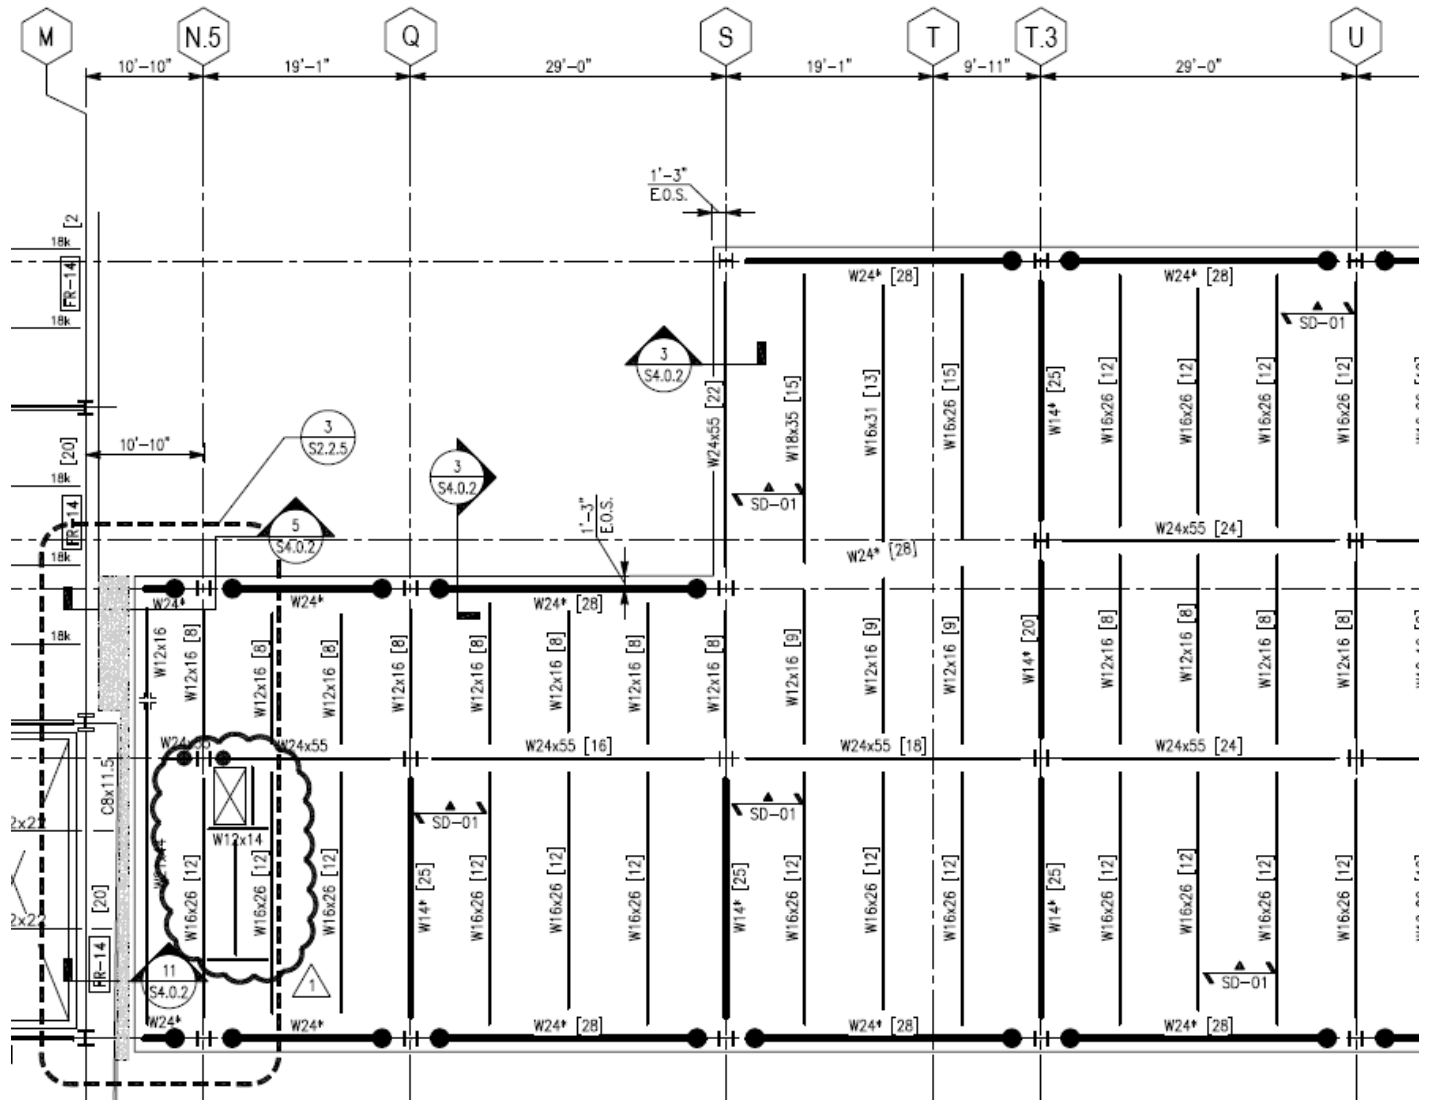 M N.5 Q S T T.3 U
10'-10" 19'-1" 29'-0" 19'-1" 9'-11" 29'-0"
1'-3"
E.O.S.
[2
18k
FR-14
18k
W24* [28] W24* [28]
SD-01
3
S4.0.2
W24x55 [22]
W18x35 [15]
W16x31 [13]
W16x26 [15]
W14* [25]
W16x26 [12]
W16x26 [12]
W16x26 [12]
W16x26 [12]
[20]
10'-10"
3
S2.2.5
3
S4.0.2
18k
FR-14
5
S4.0.2
1'-3"
E.O.S.
SD-01
W24* [28]
W24x55 [24]
18k
W24* W24* W24* [28]
18k
W12x16
W12x16 [8]
W12x16 [8]
W12x16 [8]
W12x16 [8]
W12x16 [8]
W12x16 [8]
W12x16 [8]
W12x16 [8]
W12x16 [9]
W12x16 [9]
W12x16 [9]
W14* [20]
W12x16 [8]
W12x16 [8]
W12x16 [8]
W12x16 [8]
W24x55 W24x55 W24x55 [16] W24x55 [18] W24x55 [24]
C8x11.5
SD-01 SD-01
2x22
W12x14
W16x26 [12]
W16x26 [12]
W16x26 [12]
W14* [25]
W16x26 [12]
W16x26 [12]
W16x26 [12]
W14* [25]
W16x26 [12]
W16x26 [12]
W16x26 [12]
W14* [25]
W16x26 [12]
W16x26 [12]
W16x26 [12]
W16x26 [12]
[20]
2x22
FR-14
11
S4.0.2
1
SD-01
W24* W24* W24* [28] W24* [28] W24* [28]